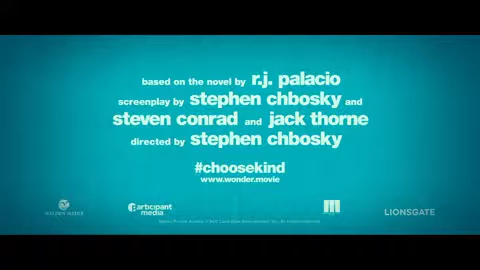 based on the novel by r.j. palacio
screenplay by stephen chbosky and
steven conrad and jack thorne
directed by stephen chbosky
#choosekind
www.wonder.movie
WALDEN MEDIA
participant media
LIONSGATE